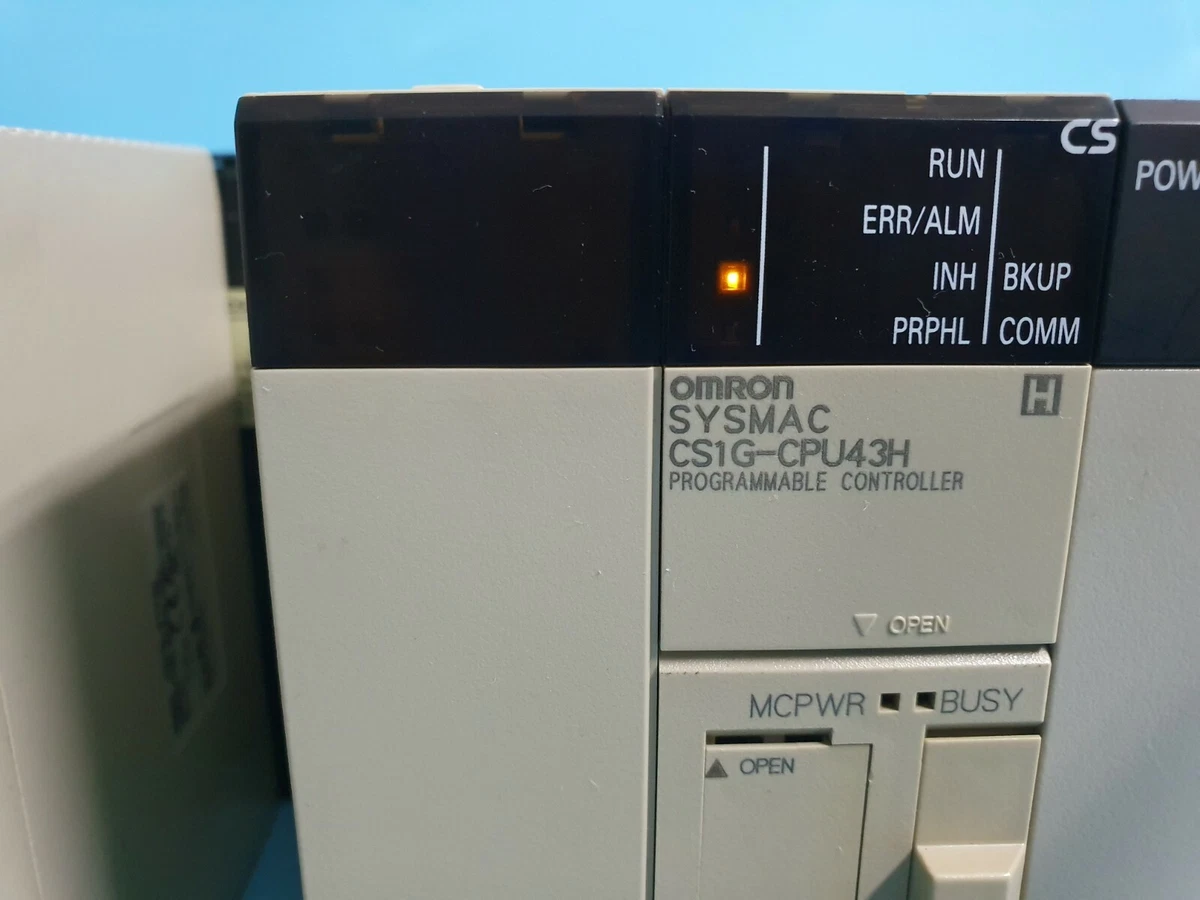 CS
RUN
ERR/ALM
INH BKUP
PRPHL COMM
POW
OMRON
H
SYSMAC
CS1G-CPU43H
PROGRAMMABLE CONTROLLER
▽ OPEN
MCPWR BUSY
▲ OPEN